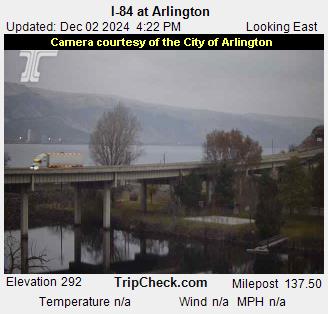 I-84 at Arlington
Updated: Dec 02 2024 4:22 PM Looking East
Camera courtesy of the City of Arlington
Elevation 292 TripCheck.com Milepost 137.50
Temperature n/a Wind n/a MPH n/a